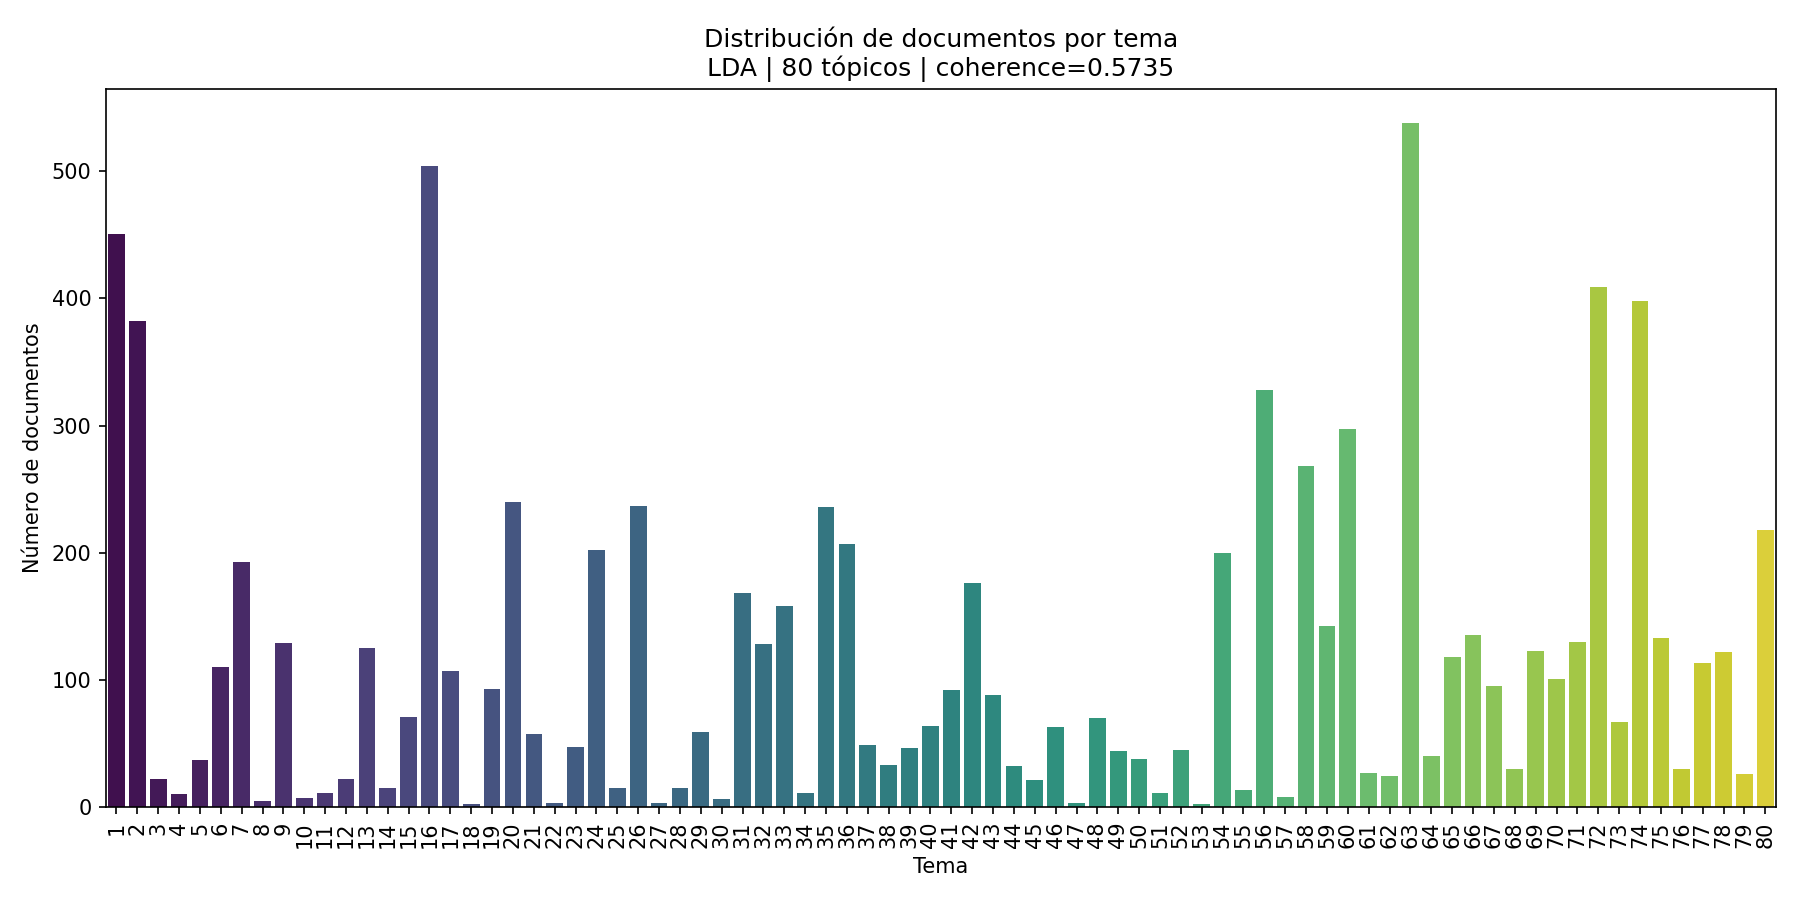 Distribución de documentos por tema
LDA | 80 tópicos | coherence=0.5735
Número de documentos
500
400
300
200
100
0
1 2 3 4 5 6 7 8 9 10 11 12 13 14 15 16 17 18 19 20 21 22 23 24 25 26 27 28 29 30 31 32 33 34 35 36 37 38 39 40 41 42 43 44 45 46 47 48 49 50 51 52 53 54 55 56 57 58 59 60 61 62 63 64 65 66 67 68 69 70 71 72 73 74 75 76 77 78 79 80
Tema